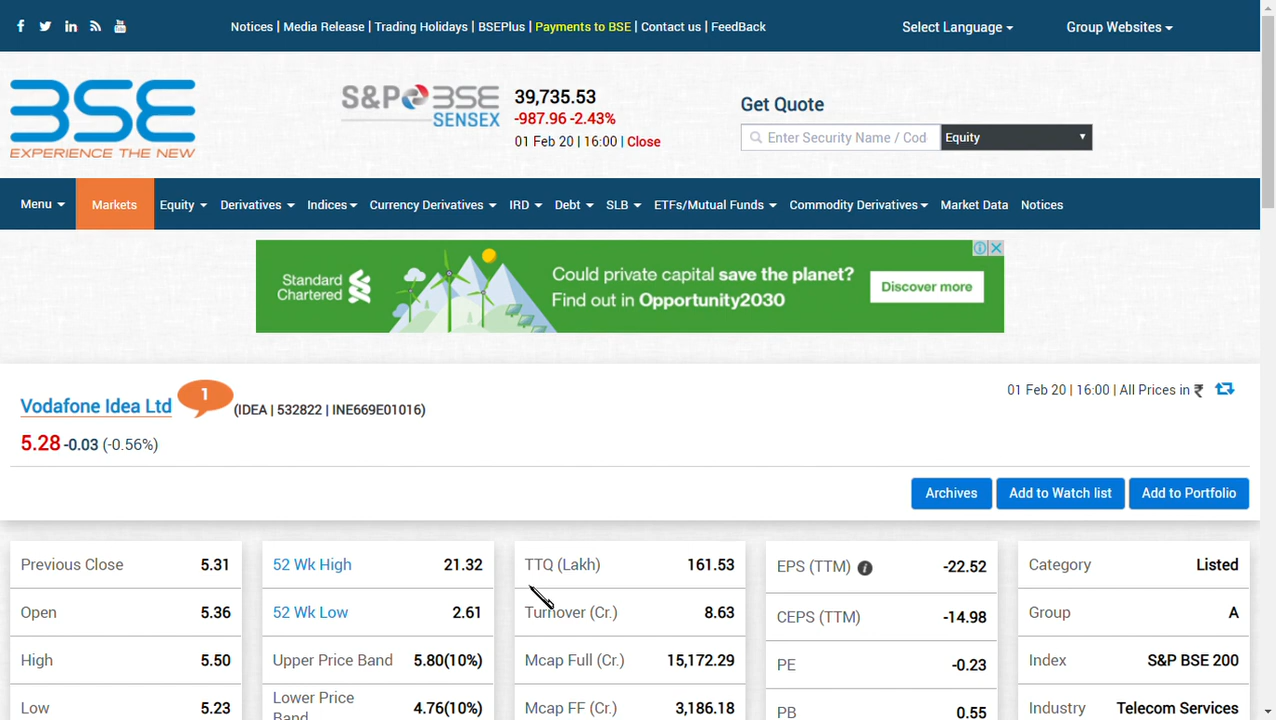 Notices | Media Release | Trading Holidays | BSEPlus | Payments to BSE | Contact us | FeedBack
Select Language
Group Websites
BSE
EXPERIENCE THE NEW
S&P BSE
SENSEX
39,735.53
-987.96 -2.43%
01 Feb 20 | 16:00 | Close
Get Quote
Enter Security Name / Cod
Equity
Menu
Markets
Equity
Derivatives
Indices
Currency Derivatives
IRD
Debt
SLB
ETFs/Mutual Funds
Commodity Derivatives
Market Data
Notices
Standard
Chartered
Could private capital save the planet?
Find out in Opportunity2030
Discover more
Vodafone Idea Ltd
1
(IDEA | 532822 | INE669E01016)
01 Feb 20 | 16:00 | All Prices in ₹
5.28 -0.03 (-0.56%)
Archives
Add to Watch list
Add to Portfolio
Previous Close 5.31
Open 5.36
High 5.50
Low 5.23
52 Wk High 21.32
52 Wk Low 2.61
Upper Price Band 5.80(10%)
Lower Price
Band 4.76(10%)
TTQ (Lakh) 161.53
Turnover (Cr.) 8.63
Mcap Full (Cr.) 15,172.29
Mcap FF (Cr.) 3,186.18
EPS (TTM) -22.52
CEPS (TTM) -14.98
PE -0.23
PB 0.55
Category Listed
Group A
Index S&P BSE 200
Industry Telecom Services